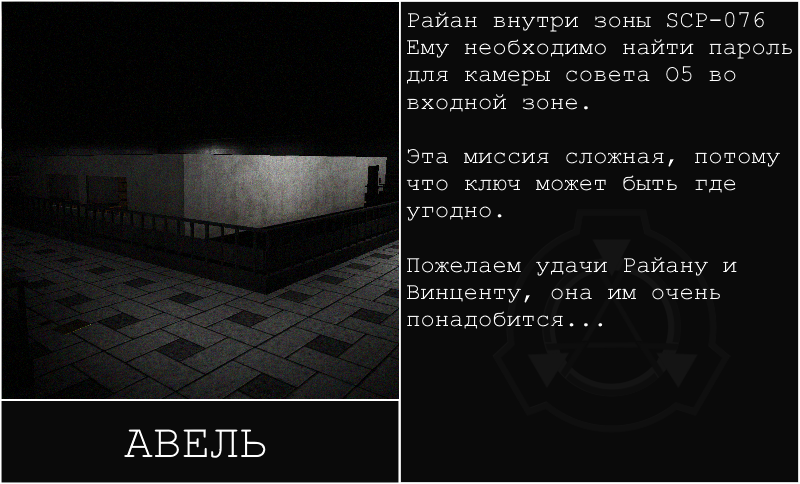 Райан внутри зоны SCP-076
Ему необходимо найти пароль
для камеры совета О5 во
входной зоне.
Эта миссия сложная, потому
что ключ может быть где
угодно.
Пожелаем удачи Райану и
Винценту, она им очень
понадобится...
АВЕЛЬ